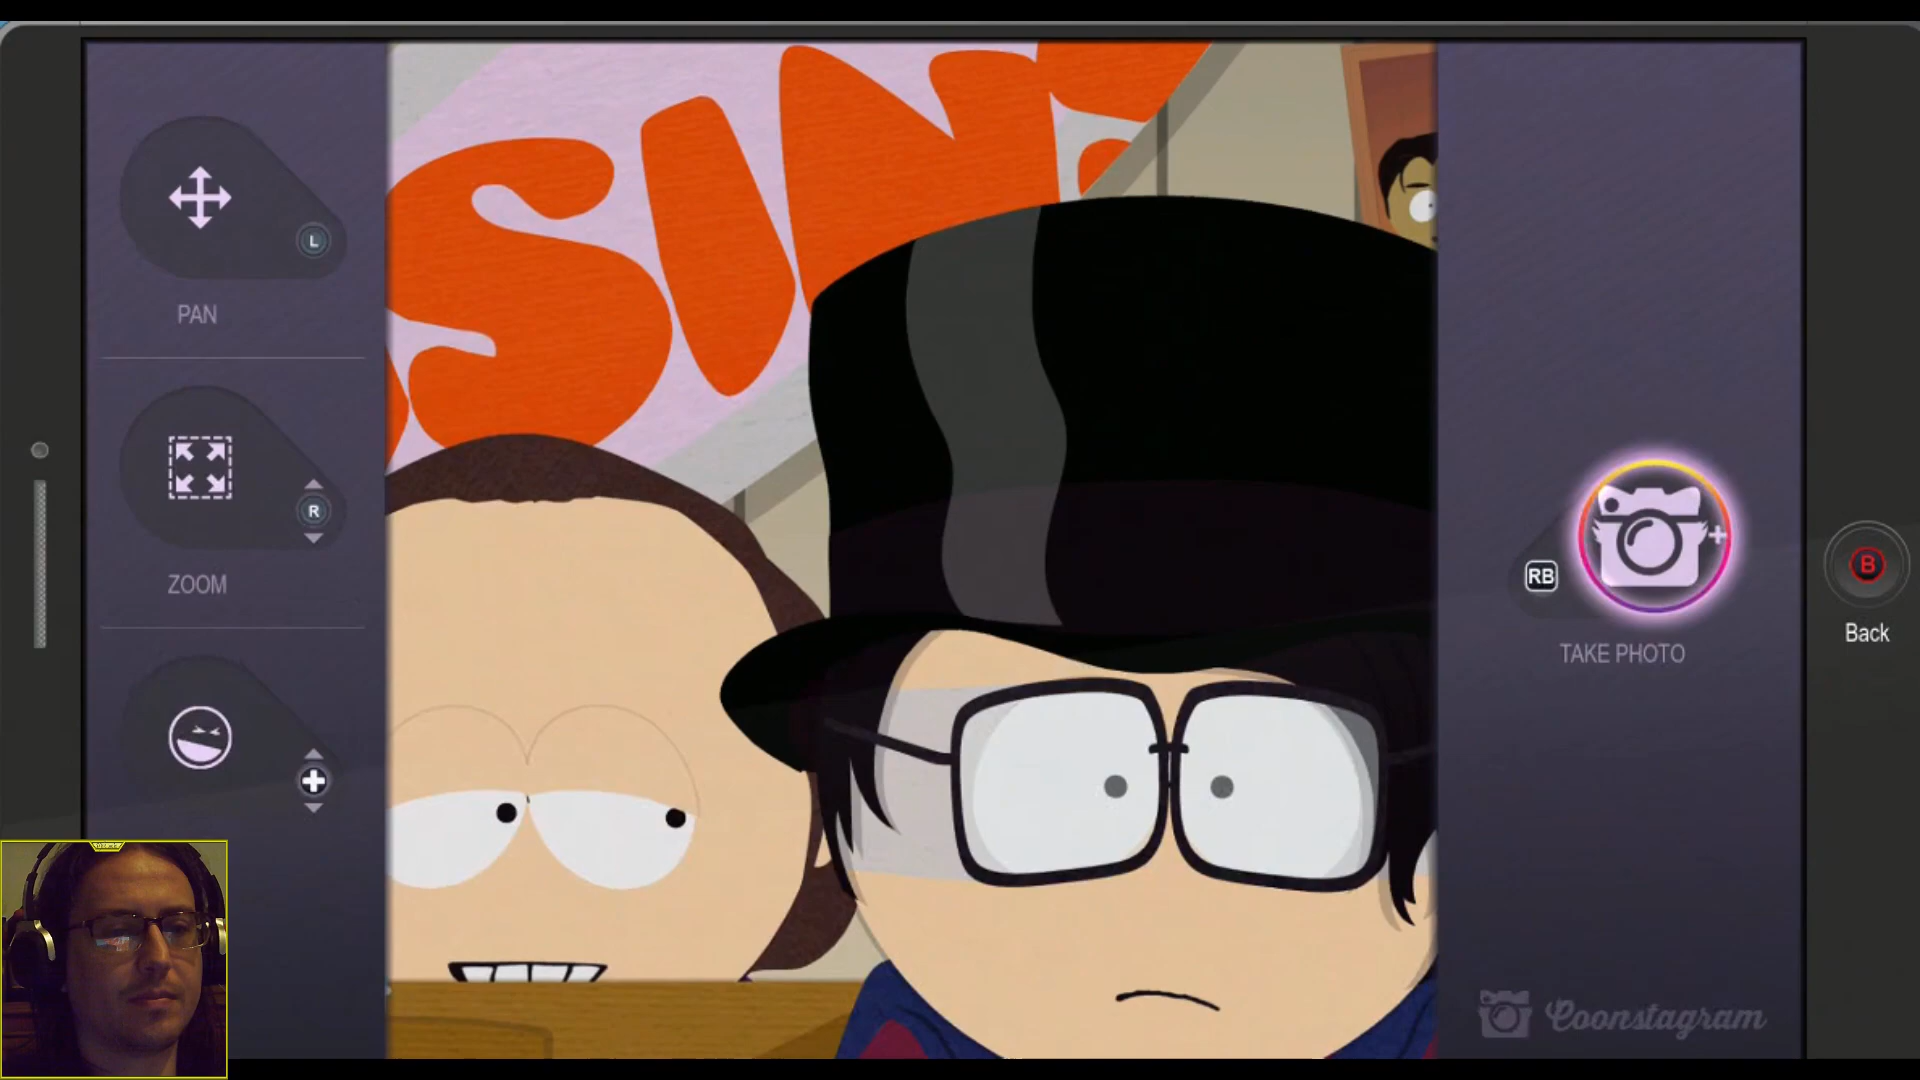 SIN
L
PAN
R
ZOOM
RB
TAKE PHOTO
B
Back
Coonstagram